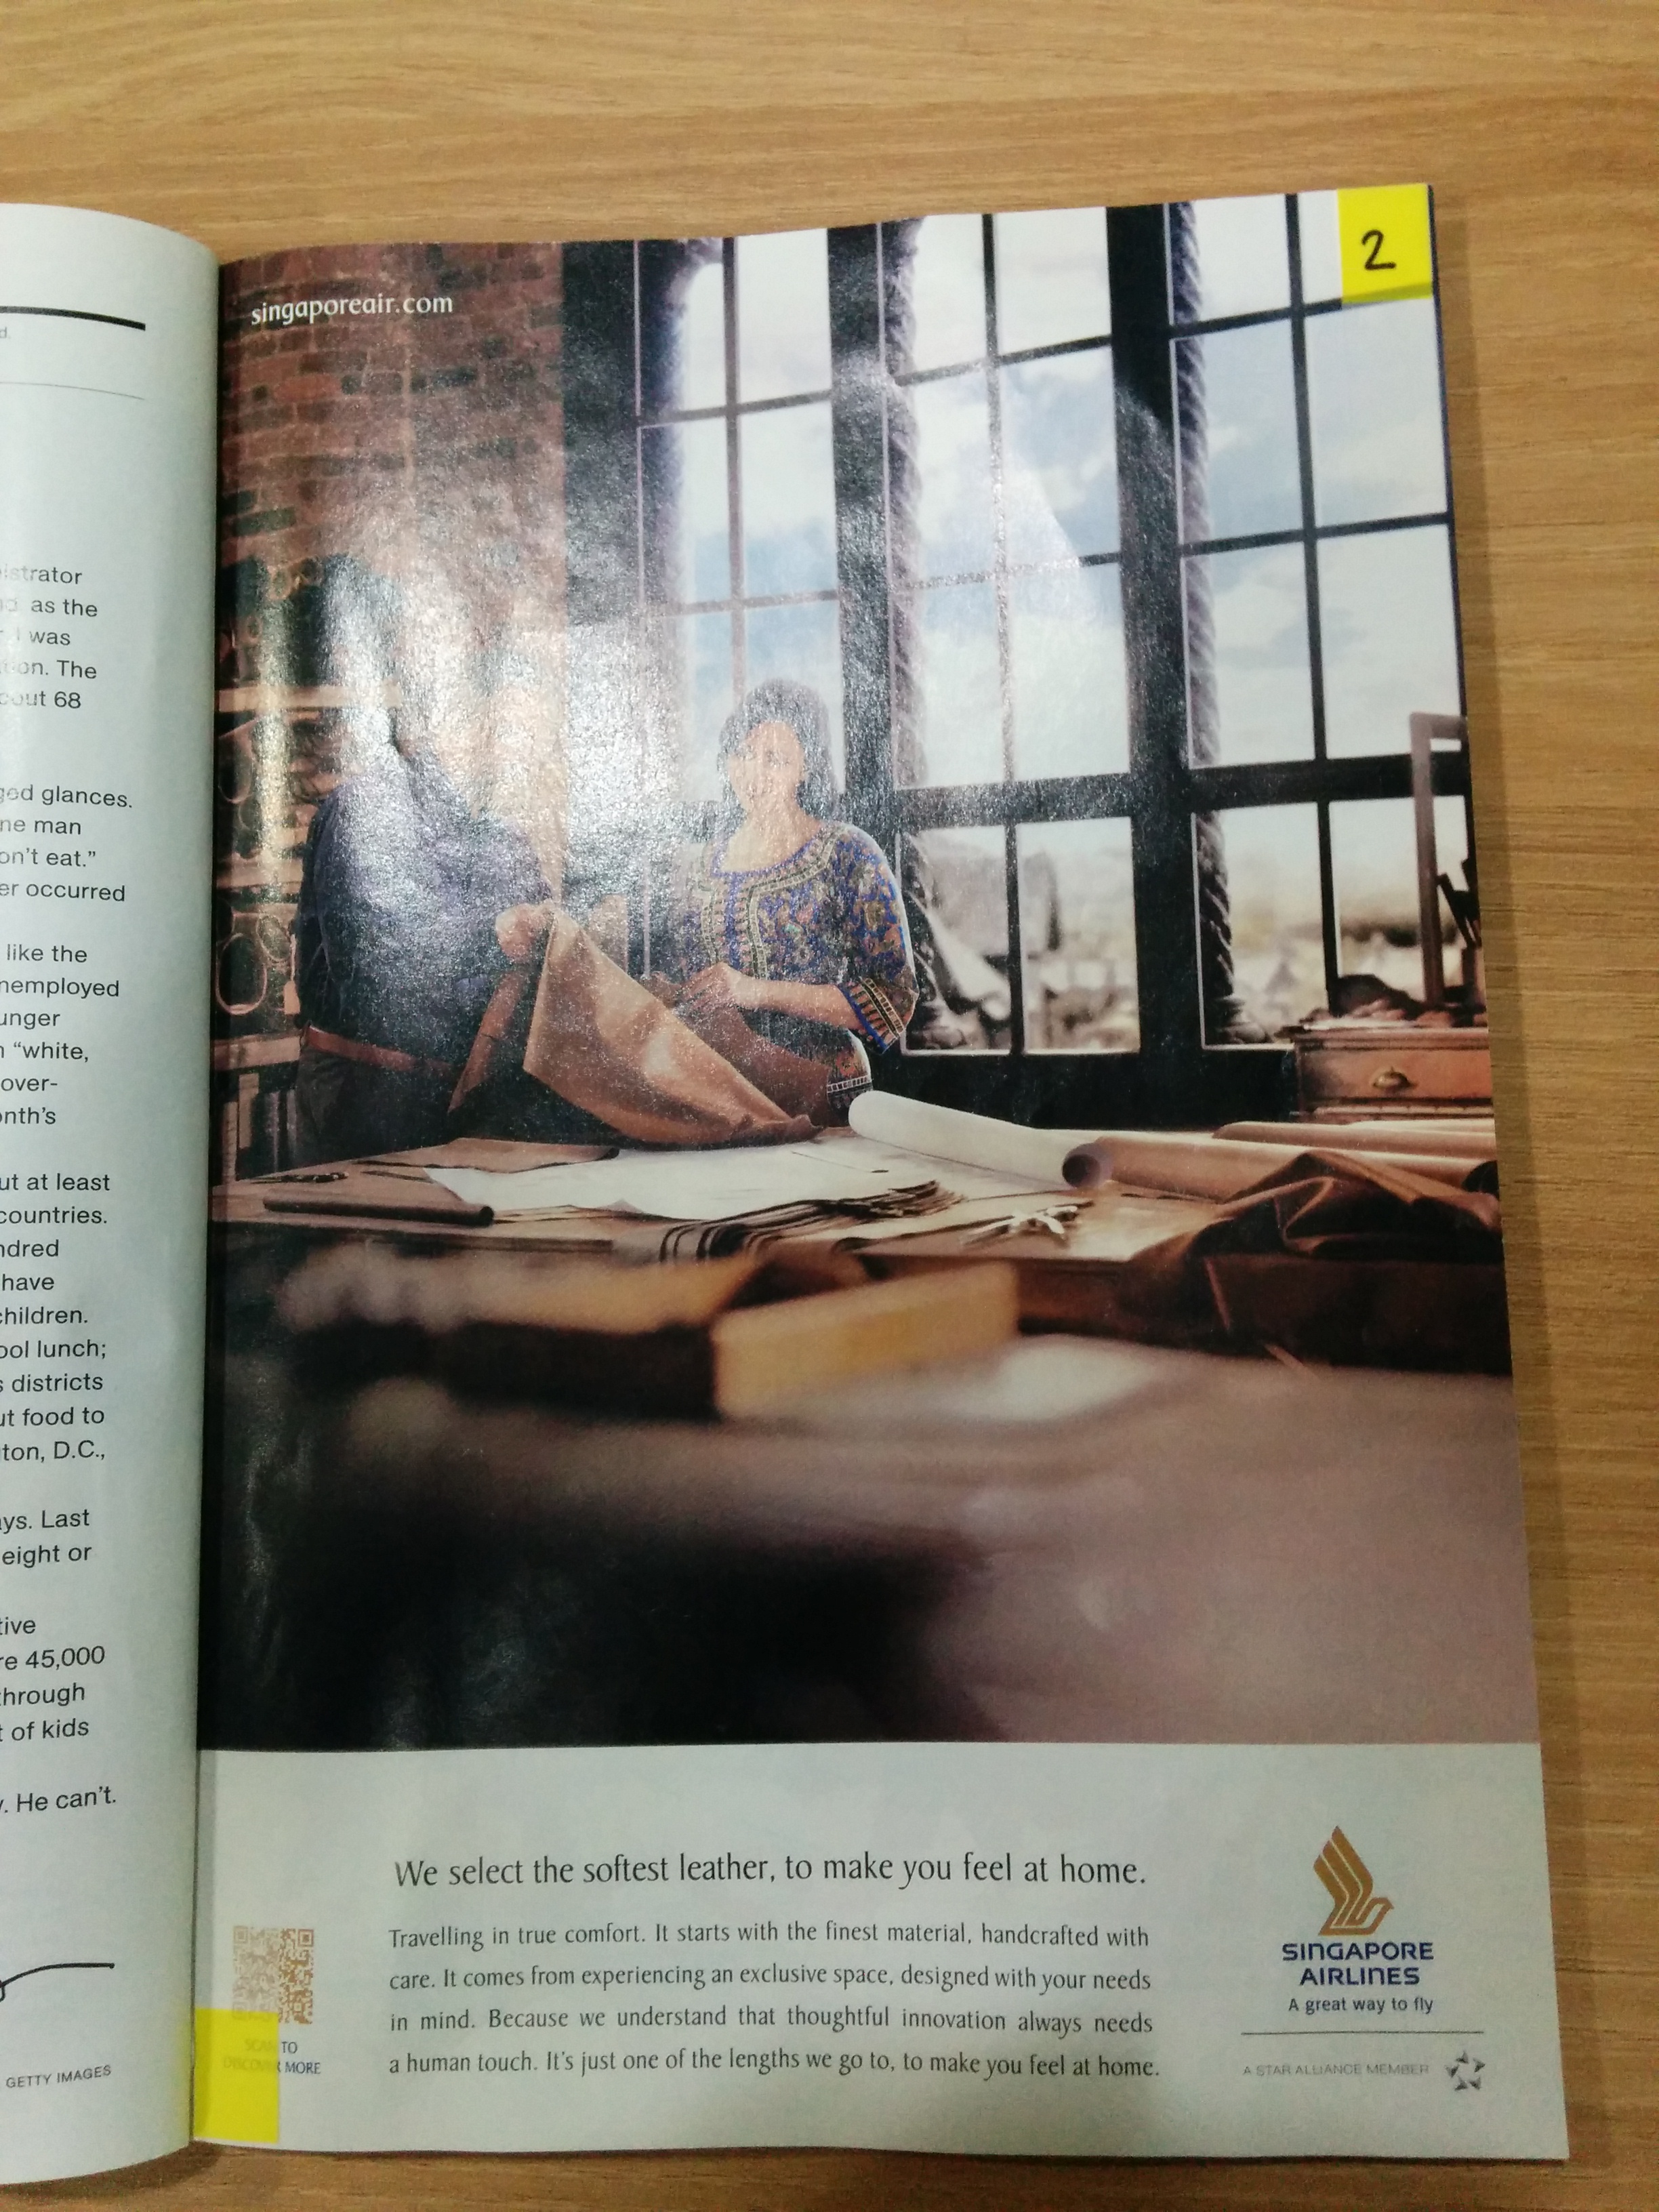 d.
istrator
as the
I was
ion. The
out 68
ged glances.
ne man
on't eat.”
er occurred
like the
nemployed
unger
n “white,
over-
onth's
ut at least
countries.
ndred
have
children.
ool lunch;
s districts
ut food to
ton, D.C.,
ays. Last
eight or
tive
re 45,000
through
t of kids
y. He can't.
GETTY IMAGES
singaporeair.com
2
We select the softest leather, to make you feel at home.
Travelling in true comfort. It starts with the finest material, handcrafted with
care. It comes from experiencing an exclusive space, designed with your needs
in mind. Because we understand that thoughtful innovation always needs
a human touch. It's just one of the lengths we go to, to make you feel at home.
SCAN TO
DISCOVER MORE
SINGAPORE
AIRLINES
A great way to fly
A STAR ALLIANCE MEMBER